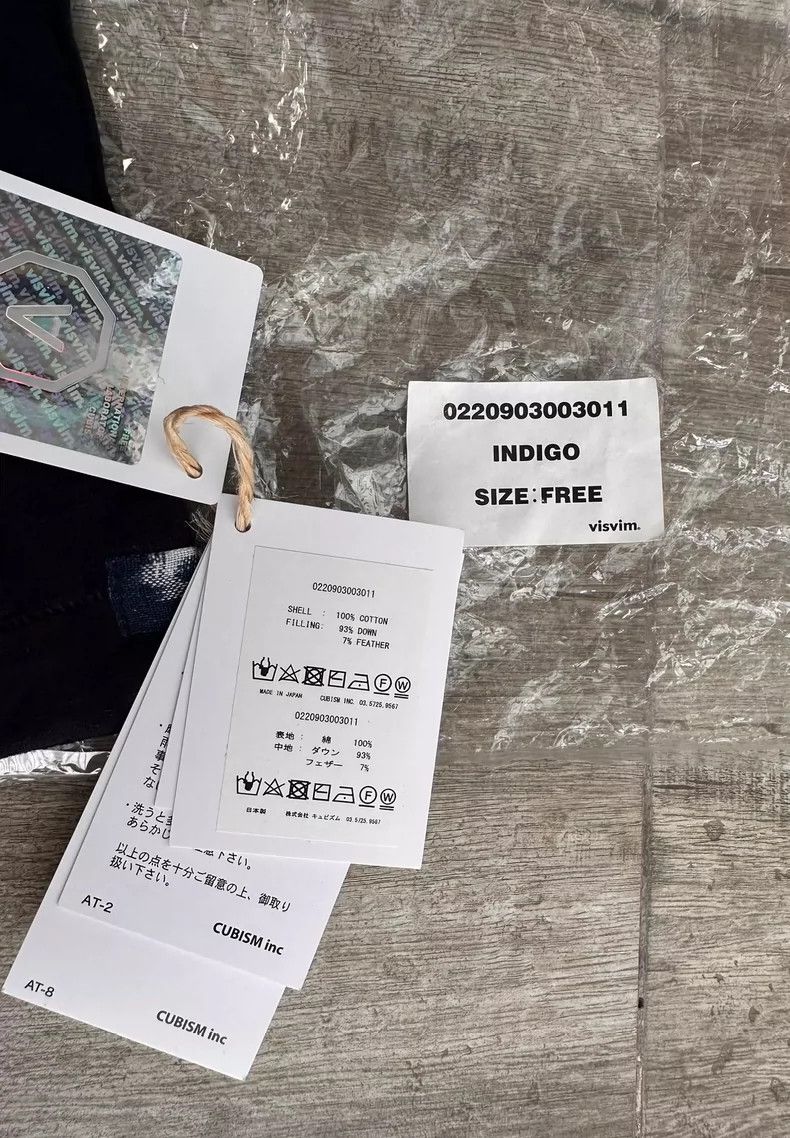 visvim.
V
0220903003011
INDIGO
SIZE:FREE
visvim.
0220903003011
SHELL : 100% COTTON
FILLING: 93% DOWN
7% FEATHER
F W
MADE IN JAPAN CUBISM INC. 03.5725.9567
0220903003011
表地: 綿 100%
中地: ダウン 93%
フェザー 7%
F W
日本製 株式会社 キュビズム 03.5725.9567
・洗うと
あらかじ
下さい。
以上の点を十分ご留意の上、御取り
扱い下さい。
AT-2
CUBISM inc
AT-8
CUBISM inc